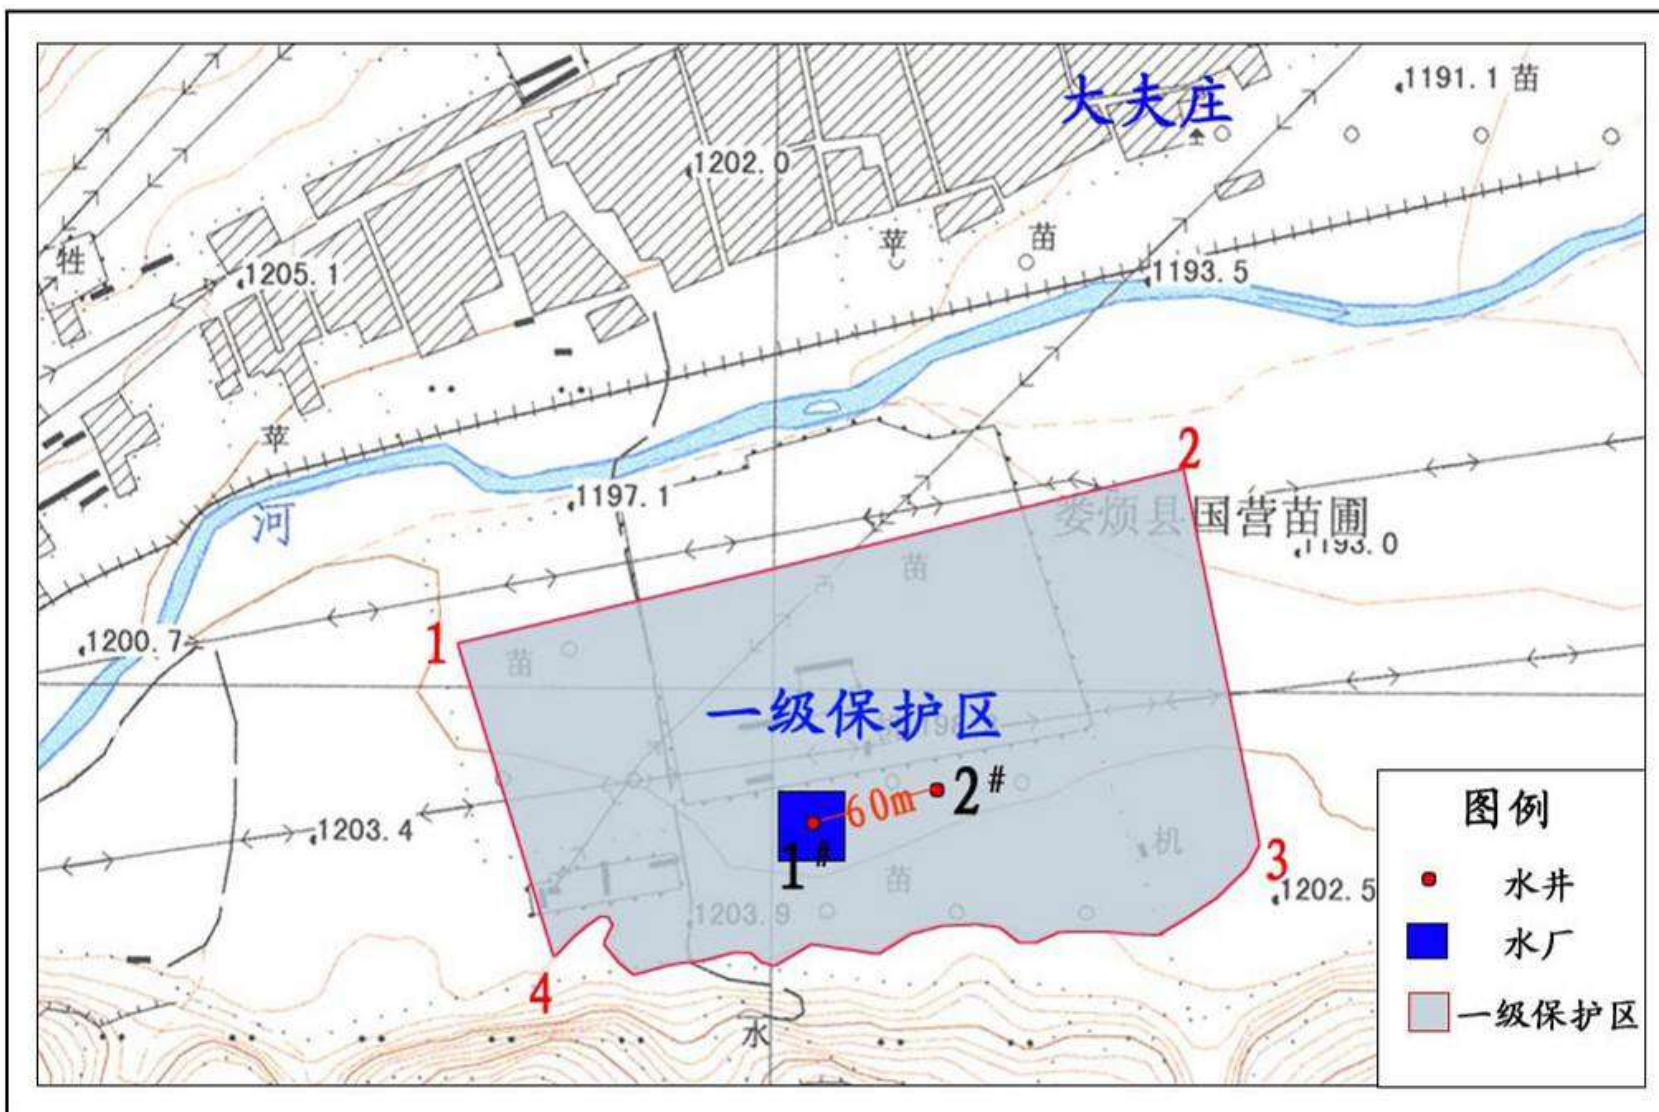 大夫庄
1191.1 苗
1202.0
苹
苗
牲
1205.1
1193.5
苹
2
1197.1
河
娄烦县国营苗圃
1193.0
苗
1200.7
1
苗
一级保护区
60m
2#
1#
1203.4
机
3
苗
1202.5
1203.9
4
水
图例
水井
水厂
一级保护区